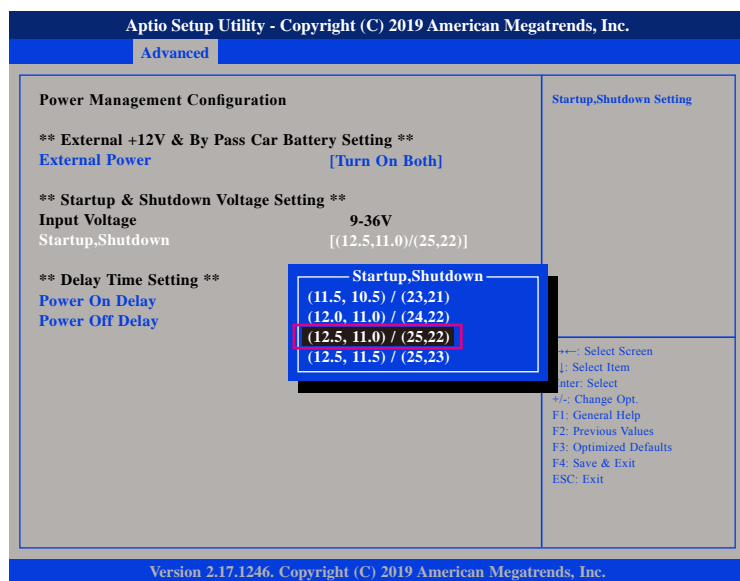 Aptio Setup Utility - Copyright (C) 2019 American Megatrends, Inc.
Advanced
Power Management Configuration
** External +12V & By Pass Car Battery Setting **
External Power [Turn On Both]
** Startup & Shutdown Voltage Setting **
Input Voltage 9-36V
Startup,Shutdown [(12.5,11.0)/(25,22)]
** Delay Time Setting **
Power On Delay
Power Off Delay
Startup,Shutdown
(11.5, 10.5) / (23,21)
(12.0, 11.0) / (24,22)
(12.5, 11.0) / (25,22)
(12.5, 11.5) / (25,23)
Startup,Shutdown Setting
→←: Select Screen
↓: Select Item
nter: Select
+/-: Change Opt.
F1: General Help
F2: Previous Values
F3: Optimized Defaults
F4: Save & Exit
ESC: Exit
Version 2.17.1246. Copyright (C) 2019 American Megatrends, Inc.